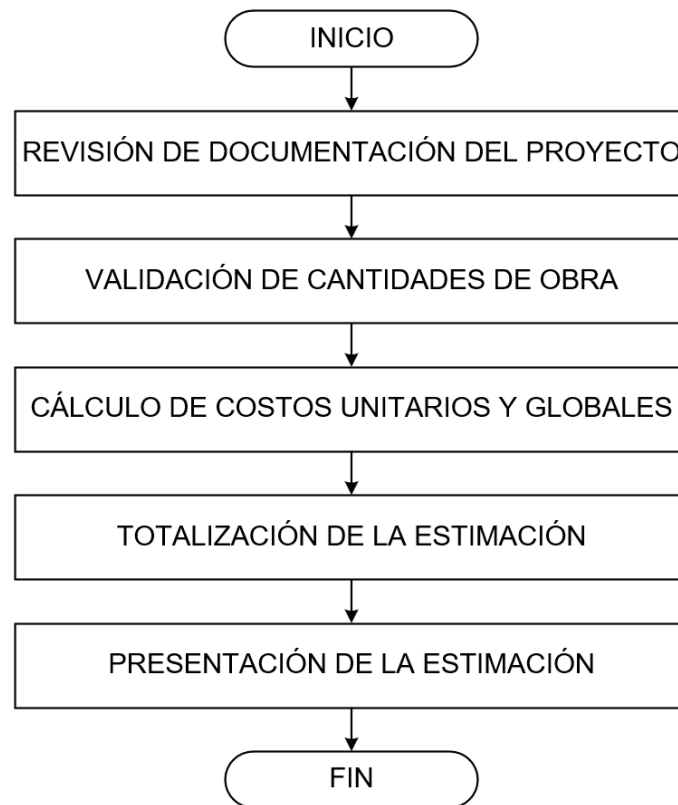 INICIO
REVISIÓN DE DOCUMENTACIÓN DEL PROYECTO
VALIDACIÓN DE CANTIDADES DE OBRA
CÁLCULO DE COSTOS UNITARIOS Y GLOBALES
TOTALIZACIÓN DE LA ESTIMACIÓN
PRESENTACIÓN DE LA ESTIMACIÓN
FIN